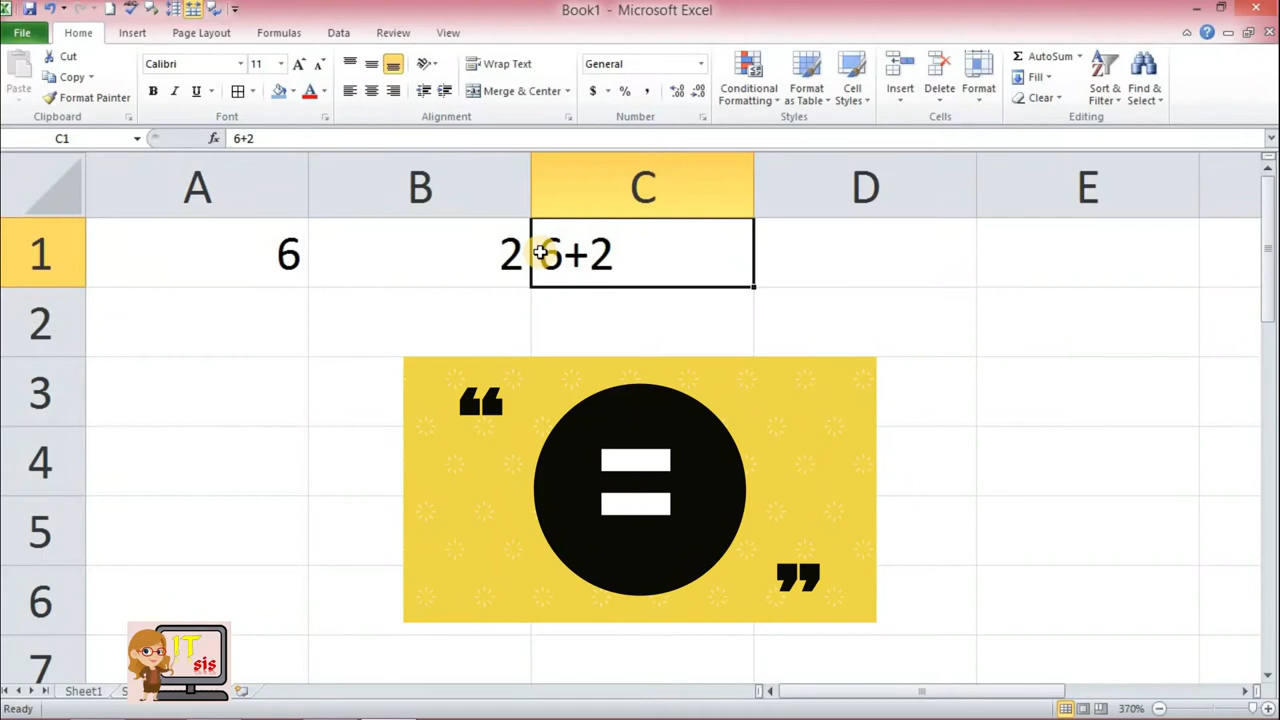 Book1 - Microsoft Excel
File Home Insert Page Layout Formulas Data Review View
Paste
Cut
Copy
Format Painter
Clipboard
Calibri 11
B I U A
Font
Wrap Text
Merge & Center
Alignment
General
$ % ,
Number
Conditional Formatting
Format as Table
Cell Styles
Styles
Insert
Delete
Format
Cells
Σ AutoSum
Fill
Clear
Sort & Filter
Find & Select
Editing
C1 fx 6+2
A B C D E
1 6 2 6+2
2
3
4
5
6
7
“
=
”
IT
sis
Sheet1
Ready 370%